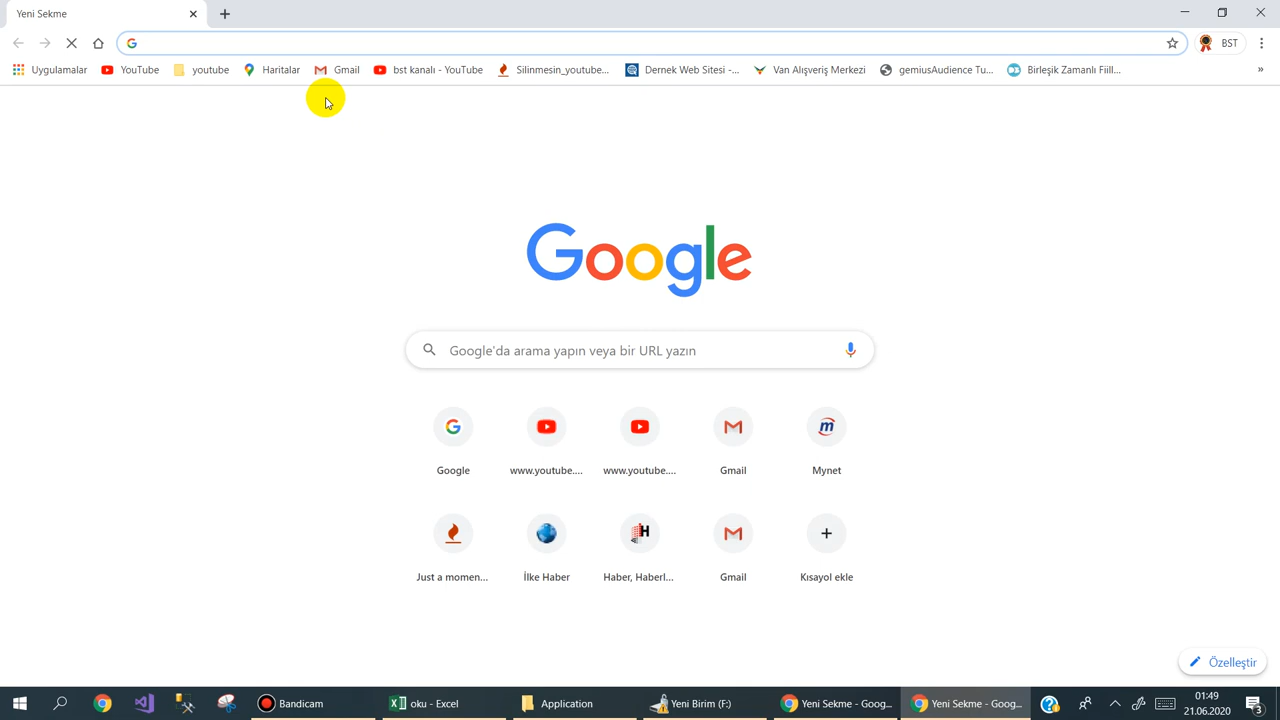 Yeni Sekme
BST
Uygulamalar YouTube youtube Haritalar Gmail bst kanalı - YouTube Silinmesin_youtube... Dernek Web Sitesi -... Van Alışveriş Merkezi gemiusAudience Tu... Birleşik Zamanlı Fiill... »
Google
Google'da arama yapın veya bir URL yazın
Google www.youtube.... www.youtube.... Gmail Mynet
Just a momen... İlke Haber Haber, Haberl... Gmail Kısayol ekle
Özelleştir
Bandicam oku - Excel Application Yeni Birim (F:) Yeni Sekme - Goog... Yeni Sekme - Goog... 01:49
21.06.2020 3